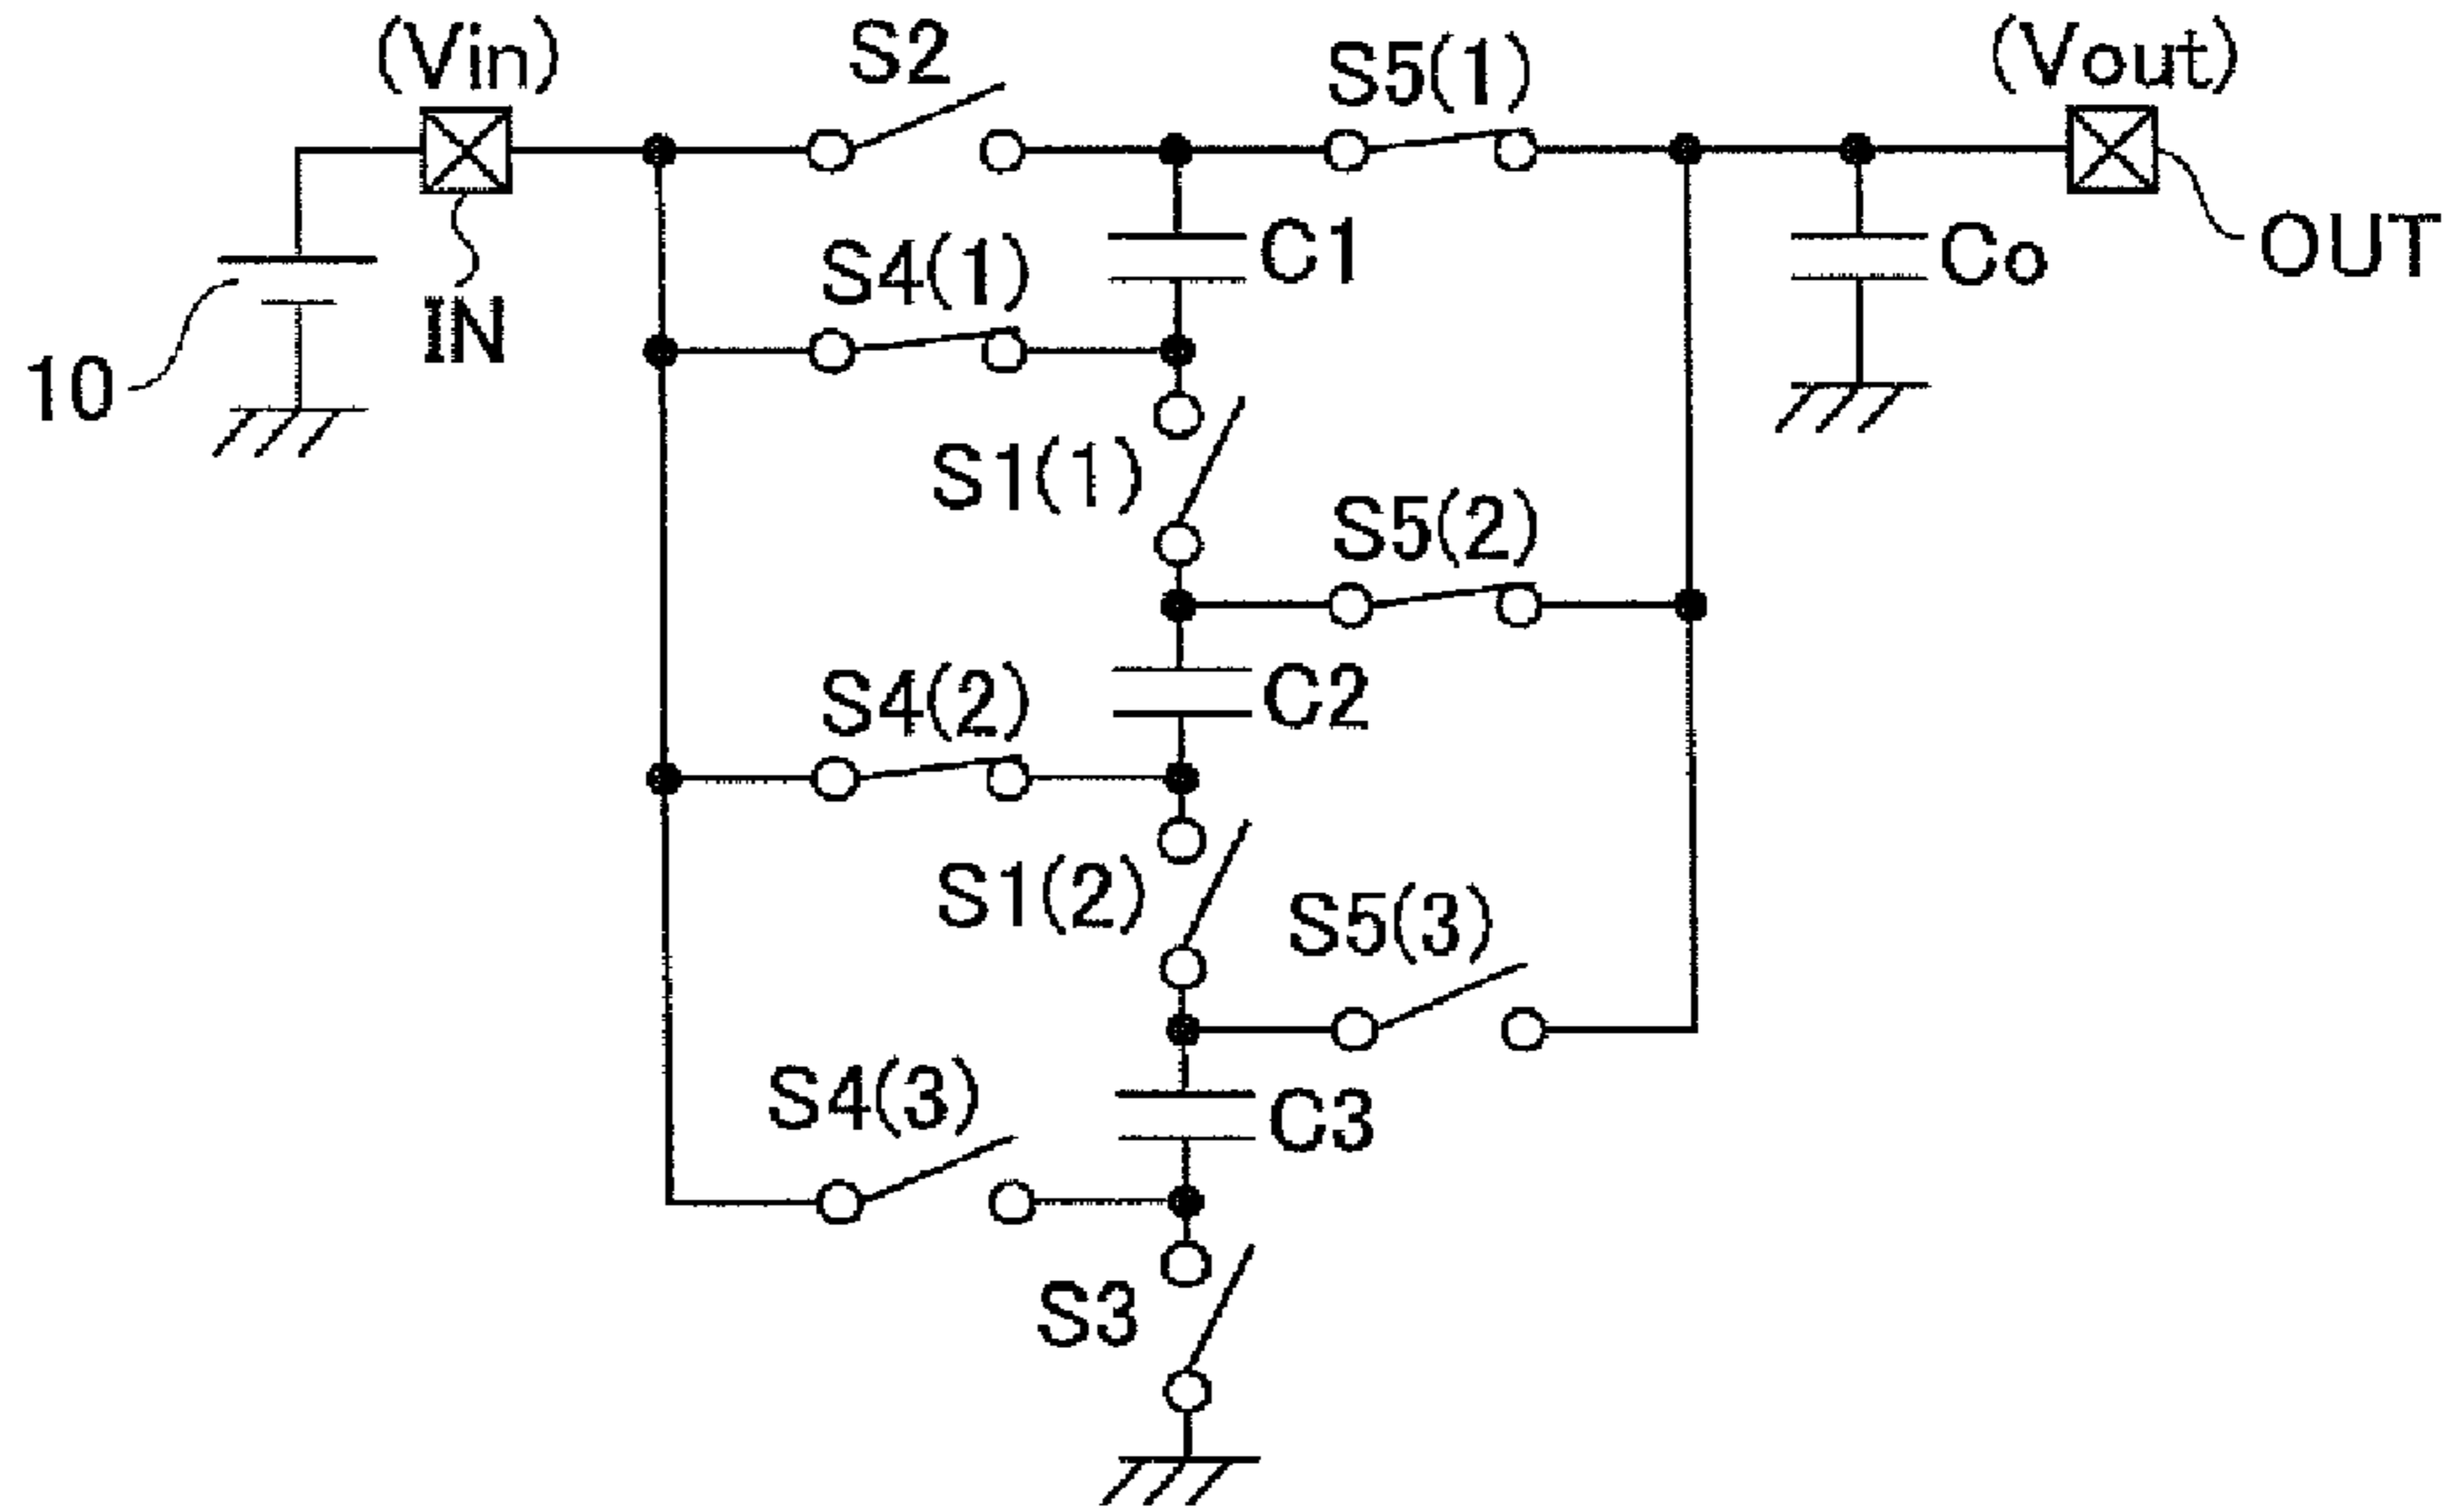 (Vin)
S2
S5(1)
(Vout)
S4(1)
C1
Co
OUT
IN
10
S1(1)
S5(2)
S4(2)
C2
S1(2)
S5(3)
S4(3)
C3
S3